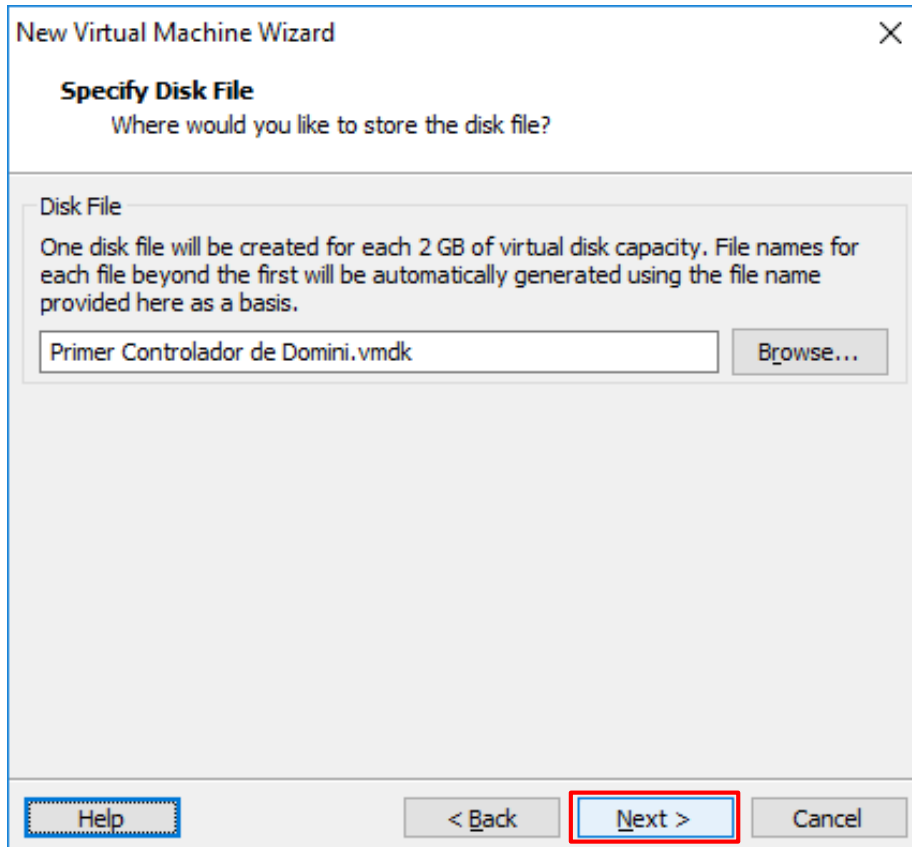 New Virtual Machine Wizard
Specify Disk File
Where would you like to store the disk file?
Disk File
One disk file will be created for each 2 GB of virtual disk capacity. File names for
each file beyond the first will be automatically generated using the file name
provided here as a basis.
Primer Controlador de Domini.vmdk
Browse...
Help
< Back
Next >
Cancel